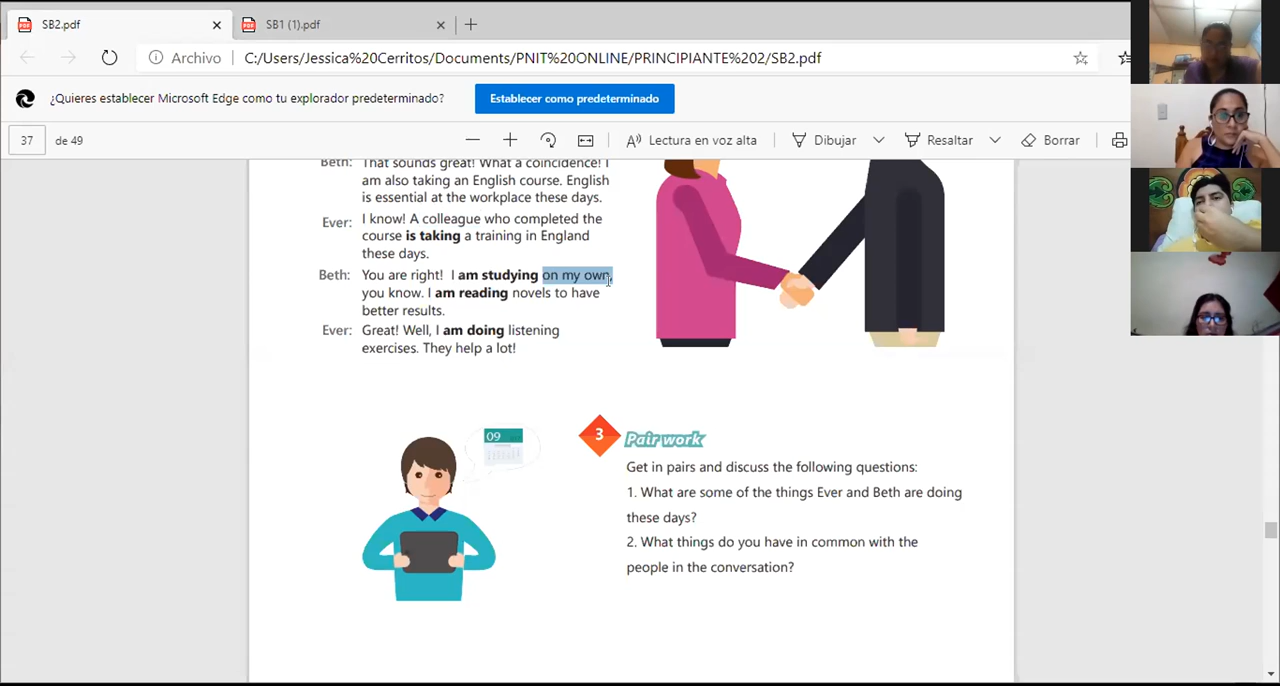 SB2.pdf
SB1 (1).pdf
Archivo
C:/Users/Jessica%20Cerritos/Documents/PNIT%20ONLINE/PRINCIPIANTE%202/SB2.pdf
¿Quieres establecer Microsoft Edge como tu explorador predeterminado?
Establecer como predeterminado
37 de 49
Lectura en voz alta
Dibujar
Resaltar
Borrar
Beth: That sounds great! What a coincidence! I
am also taking an English course. English
is essential at the workplace these days.
Ever: I know! A colleague who completed the
course is taking a training in England
these days.
Beth: You are right! I am studying on my own,
you know. I am reading novels to have
better results.
Ever: Great! Well, I am doing listening
exercises. They help a lot!
09
3 Pair work
Get in pairs and discuss the following questions:
1. What are some of the things Ever and Beth are doing
these days?
2. What things do you have in common with the
people in the conversation?